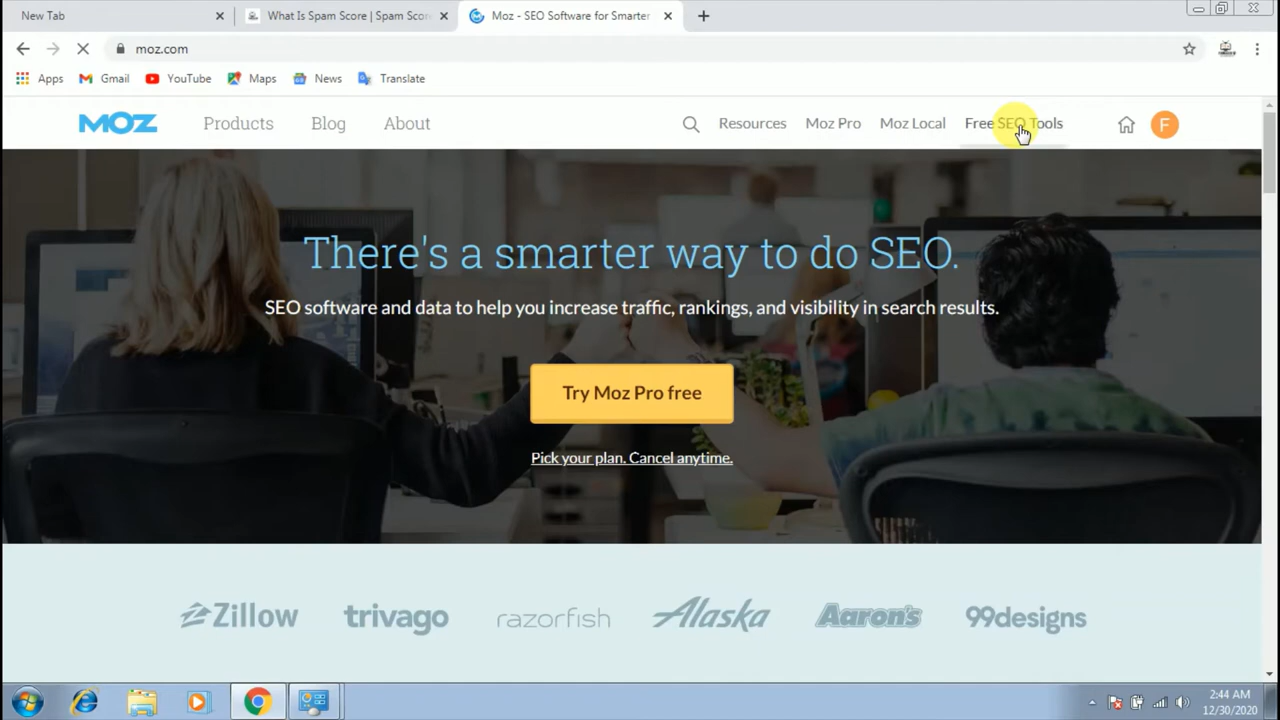 New Tab
What Is Spam Score | Spam Scor
Moz - SEO Software for Smarter
moz.com
Apps Gmail YouTube Maps News Translate
MOZ Products Blog About Resources Moz Pro Moz Local Free SEO Tools F
There's a smarter way to do SEO.
SEO software and data to help you increase traffic, rankings, and visibility in search results.
Try Moz Pro free
Pick your plan. Cancel anytime.
Zillow trivago razorfish Alaska Aaron's 99designs
2:44 AM
12/30/2020